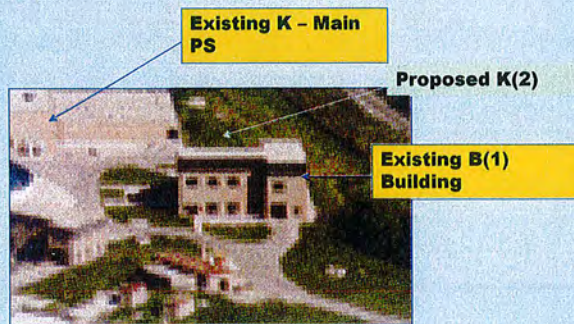 Existing K – Main
PS
Proposed K(2)
Existing B(1)
Building